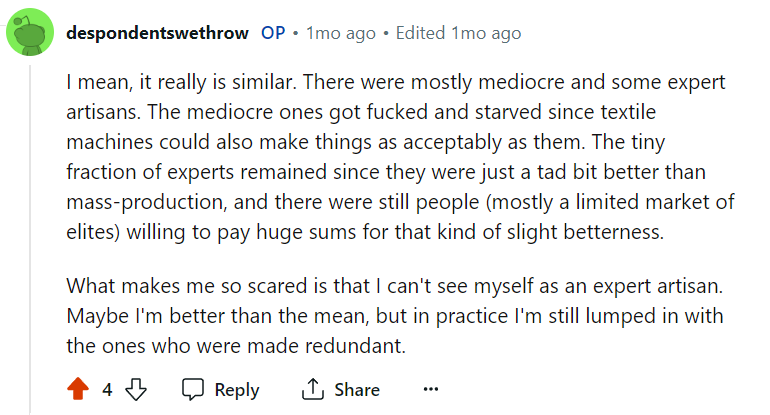 despondentswethrow OP • 1mo ago • Edited 1mo ago
I mean, it really is similar. There were mostly mediocre and some expert
artisans. The mediocre ones got fucked and starved since textile
machines could also make things as acceptably as them. The tiny
fraction of experts remained since they were just a tad bit better than
mass-production, and there were still people (mostly a limited market of
elites) willing to pay huge sums for that kind of slight betterness.
What makes me so scared is that I can't see myself as an expert artisan.
Maybe I'm better than the mean, but in practice I'm still lumped in with
the ones who were made redundant.
4 Reply Share ...